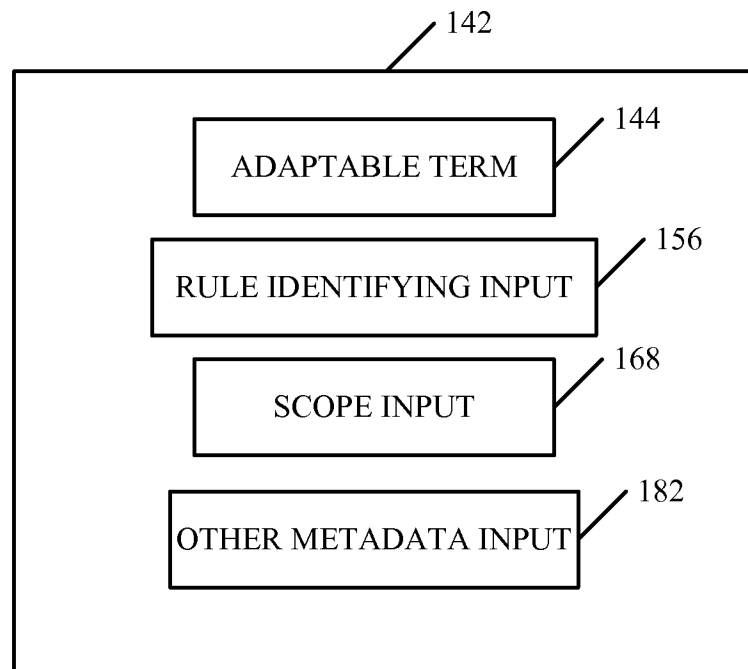 142
144
ADAPTABLE TERM
156
RULE IDENTIFYING INPUT
168
SCOPE INPUT
182
OTHER METADATA INPUT